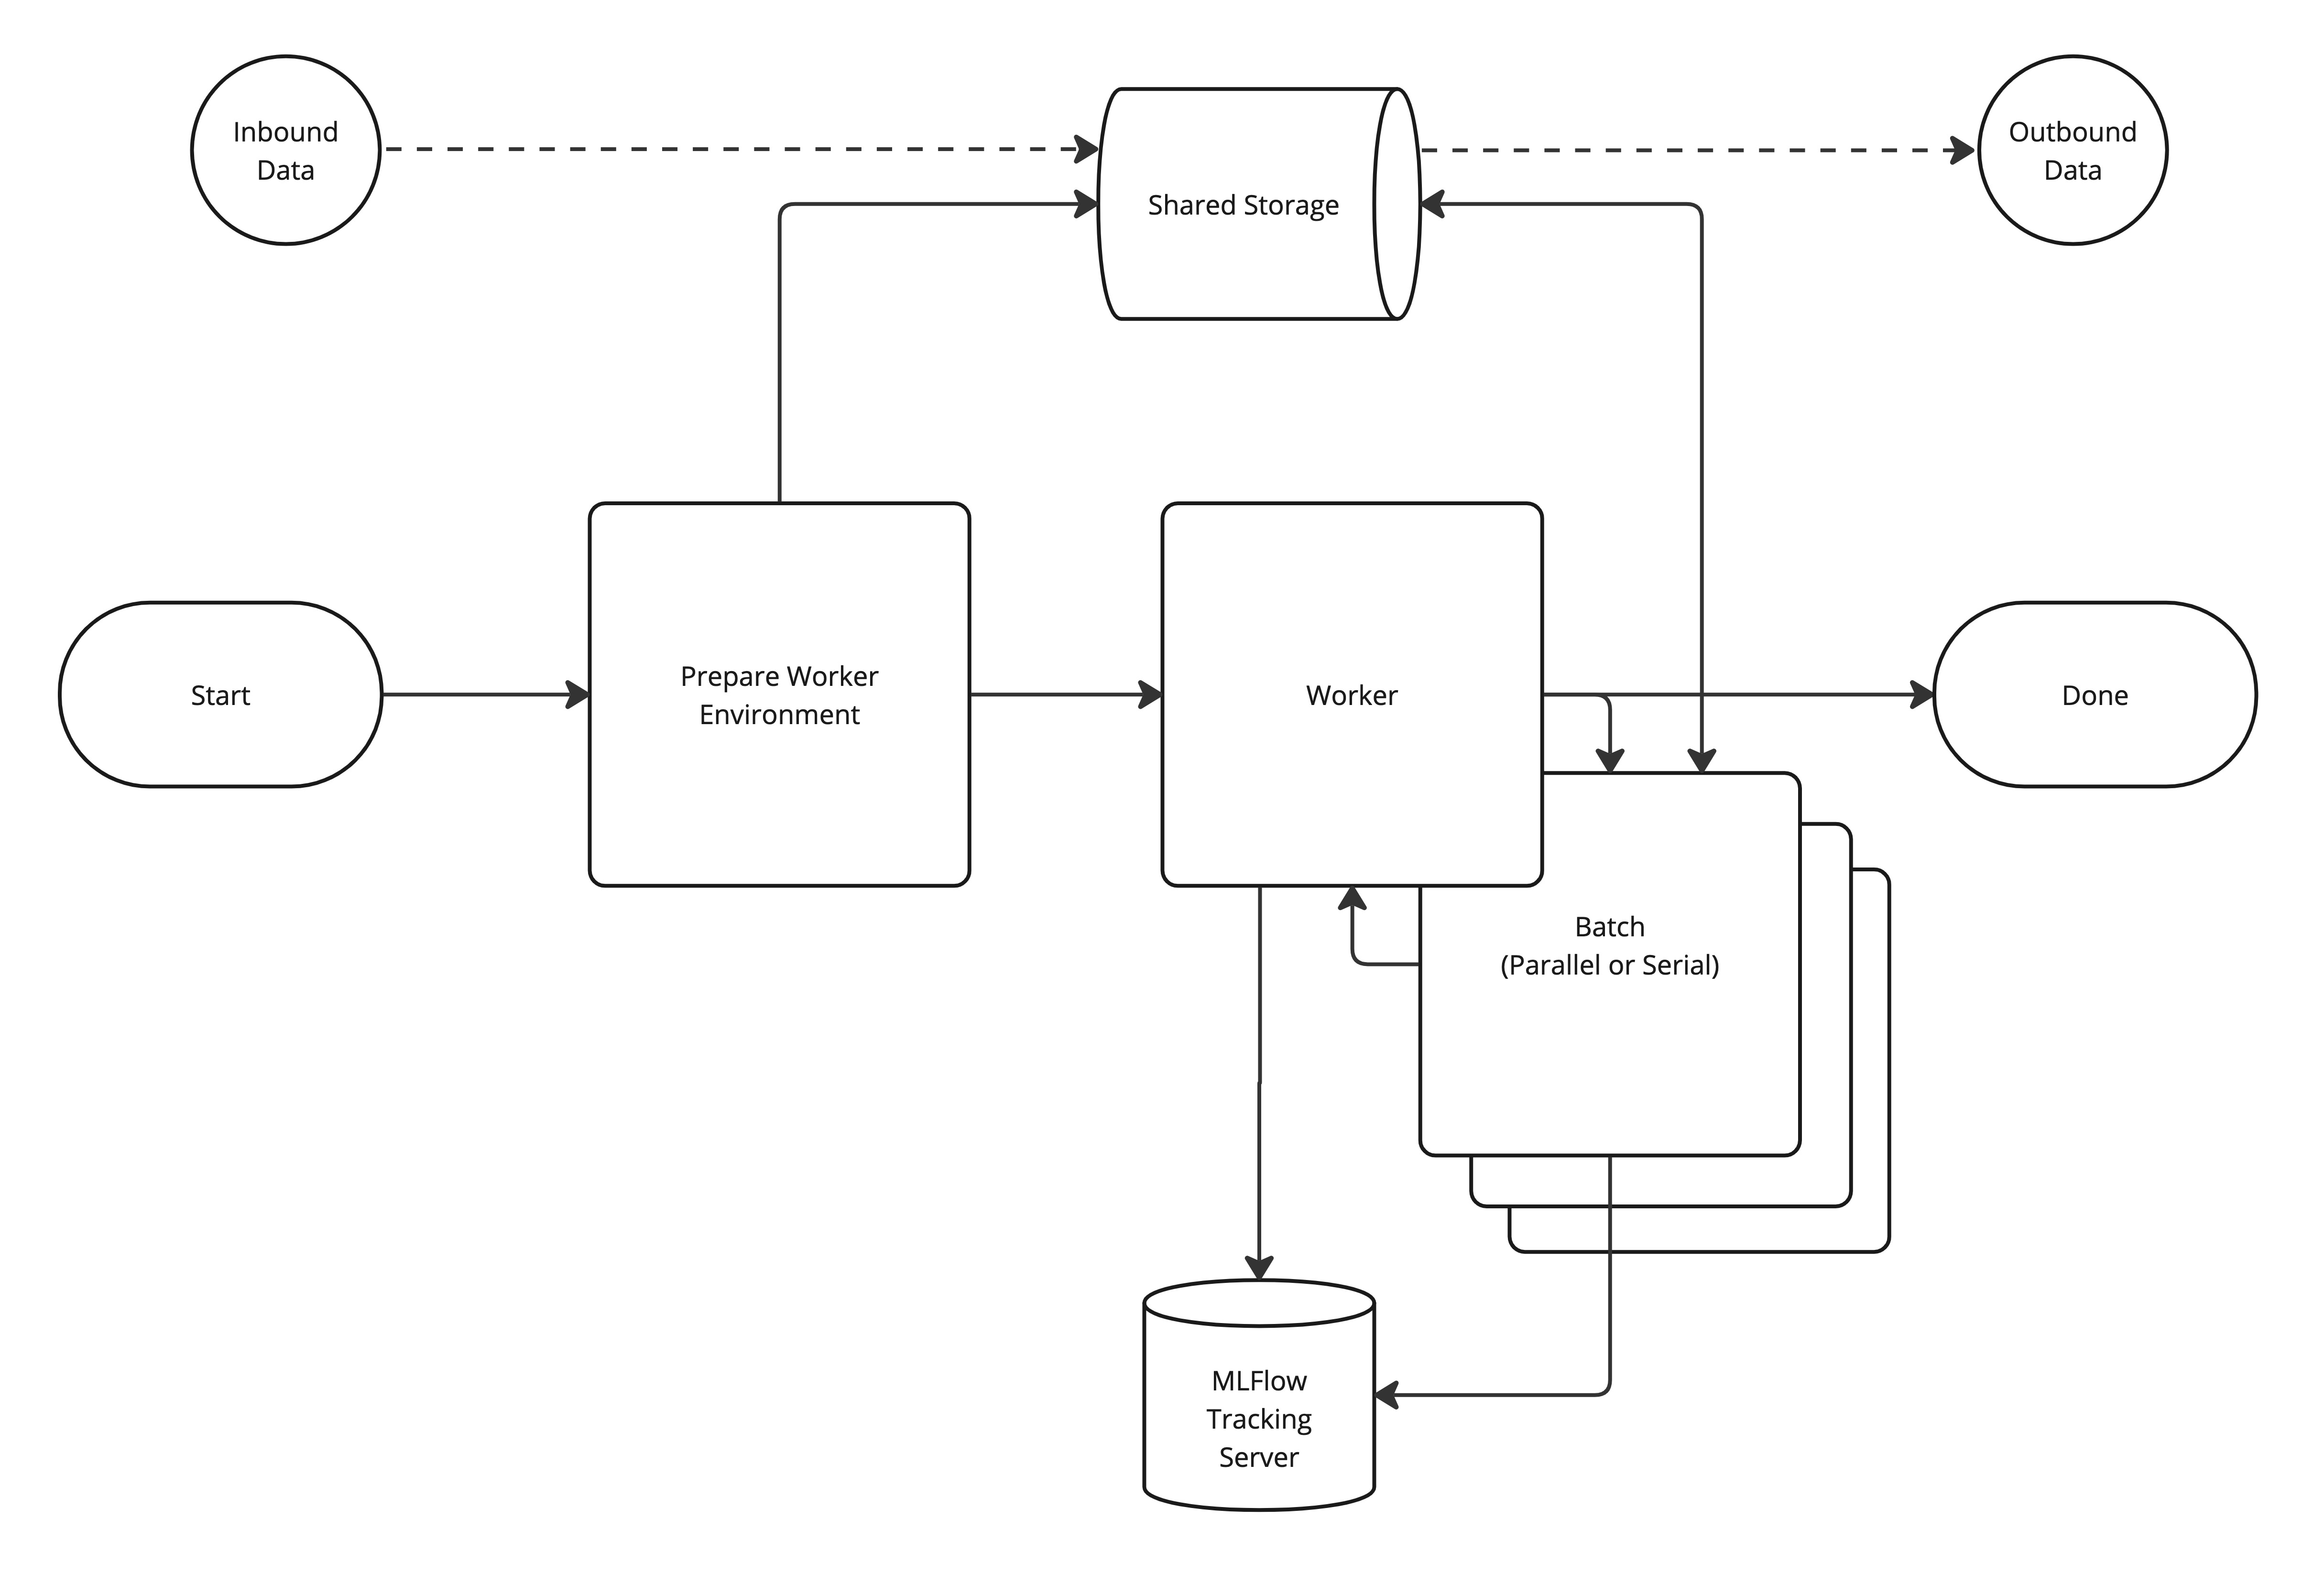 Inbound
Data
Shared Storage
Outbound
Data
Start
Prepare Worker
Environment
Worker
Done
Batch
(Parallel or Serial)
MLFlow
Tracking
Server